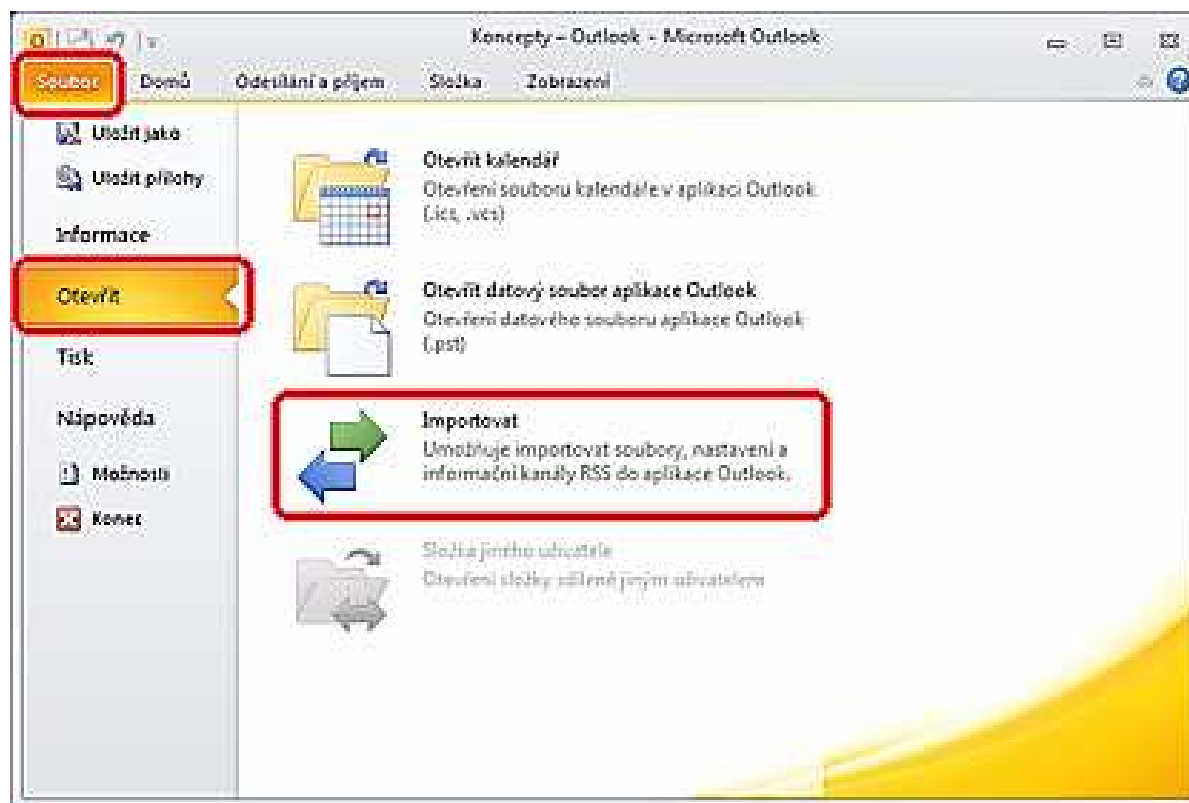 Koncepty - Outlook - Microsoft Outlook
Soubor Domů Odesílání a příjem Složka Zobrazení
Uložit jako
Uložit přílohy
Informace
Otevřít
Tisk
Nápověda
Možnosti
Konec
Otevřít kalendář
Otevření souboru kalendáře v aplikaci Outlook
(.ics, .vcs)
Otevřít datový soubor aplikace Outlook
Otevření datového souboru aplikace Outlook
(.pst)
Importovat
Umožňuje importovat soubory, nastavení a
informační kanály RSS do aplikace Outlook.
Složka jiného uživatele
Otevření složky sdílené jiným uživatelem